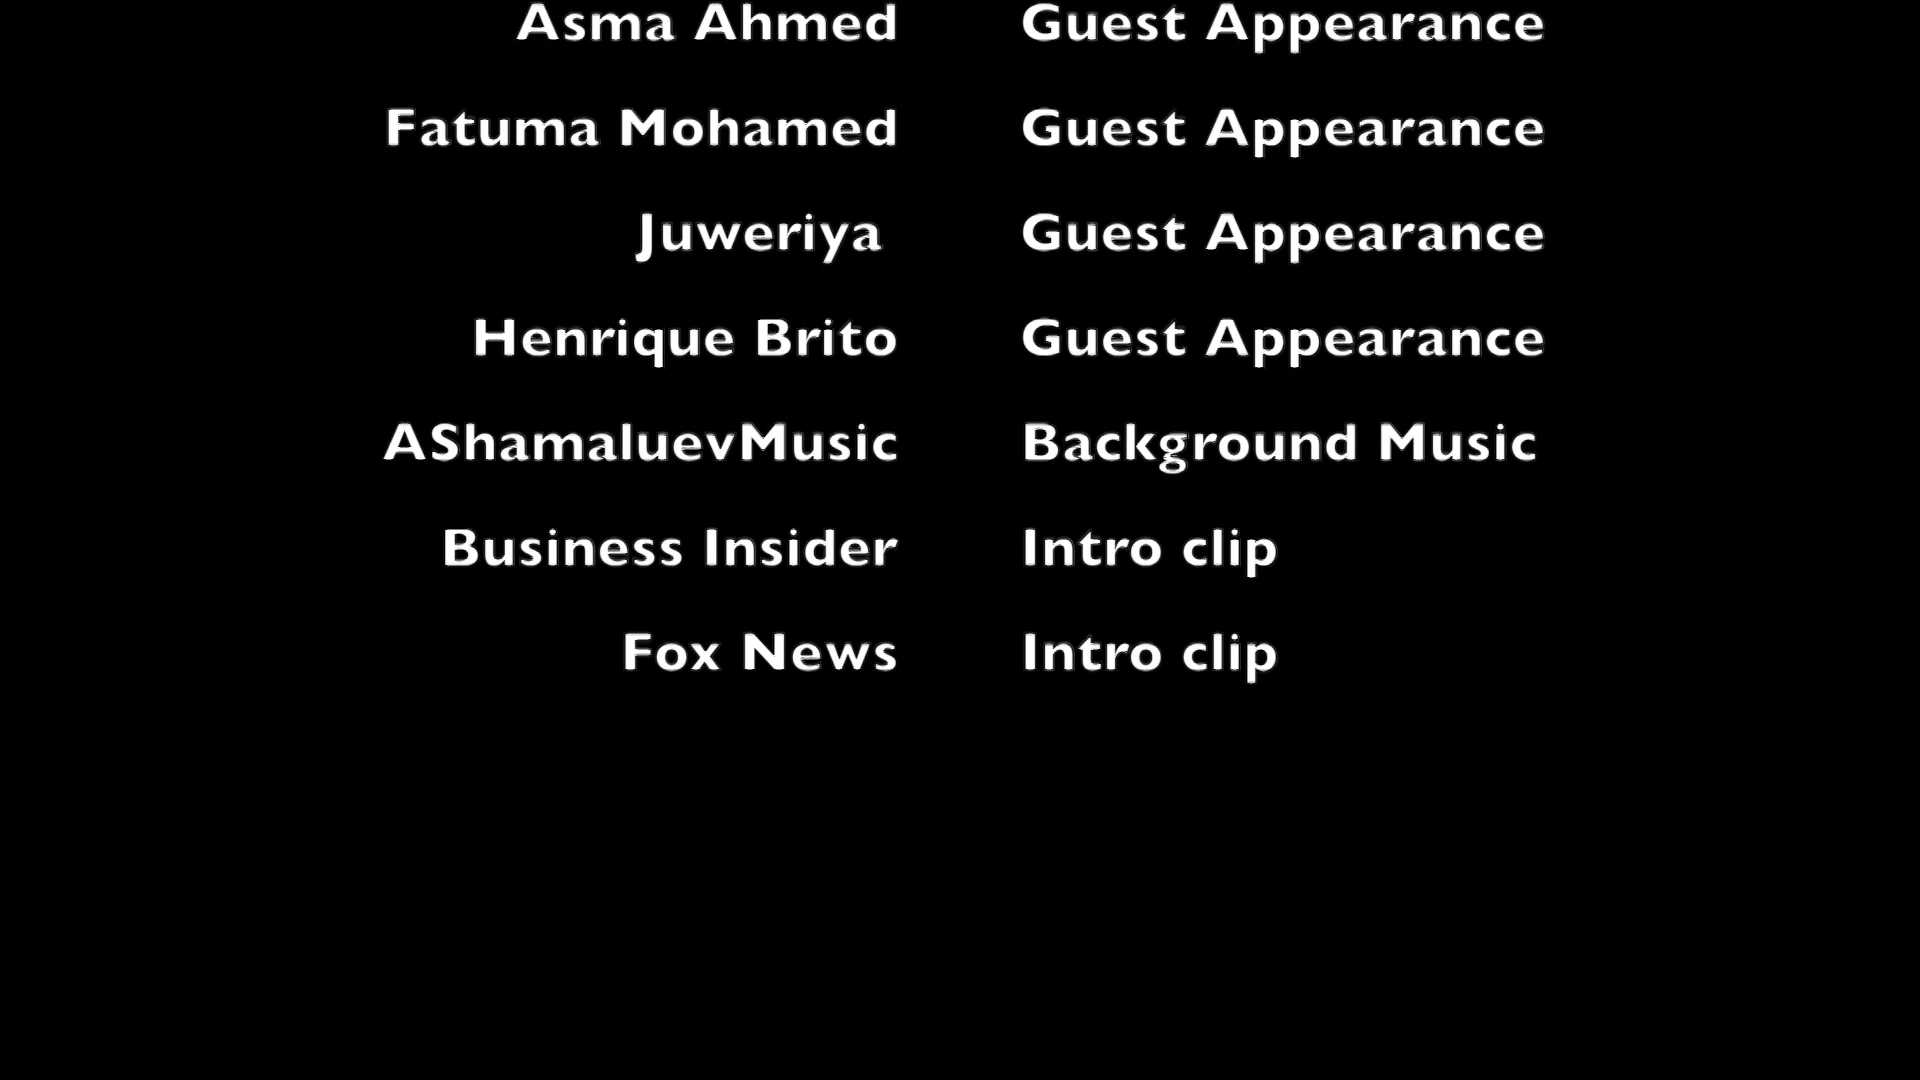 Asma Ahmed Guest Appearance
Fatuma Mohamed Guest Appearance
Juweriya Guest Appearance
Henrique Brito Guest Appearance
AShamaluevMusic Background Music
Business Insider Intro clip
Fox News Intro clip